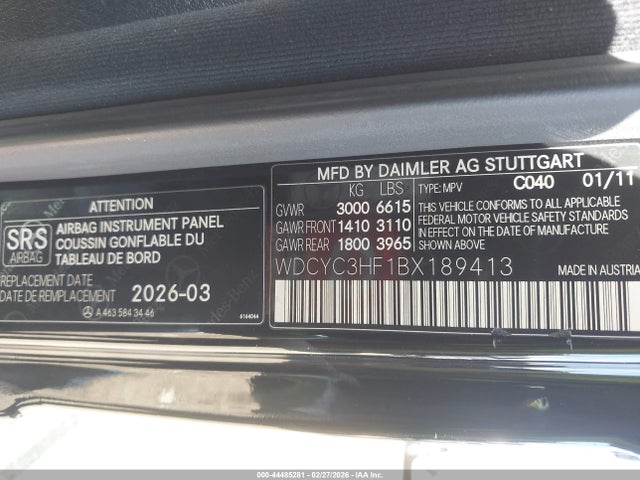 ATTENTION
SRS
AIRBAG
AIRBAG INSTRUMENT PANEL
COUSSIN GONFLABLE DU
TABLEAU DE BORD
REPLACEMENT DATE
DATE DE REMPLACEMENT 2026-03
A 463 584 34 46
MFD BY DAIMLER AG STUTTGART
KG LBS
GVWR 3000 6615
GAWR FRONT 1410 3110
GAWR REAR 1800 3965
TYPE: MPV C040 01/11
THIS VEHICLE CONFORMS TO ALL APPLICABLE
FEDERAL MOTOR VEHICLE SAFETY STANDARDS
IN EFFECT ON THE DATE OF MANUFACTURE
SHOWN ABOVE.
WDCYC3HF1BX189413
MADE IN AUSTRIA
000-44485281 - 02/27/2026 - IAAI.com - Copart